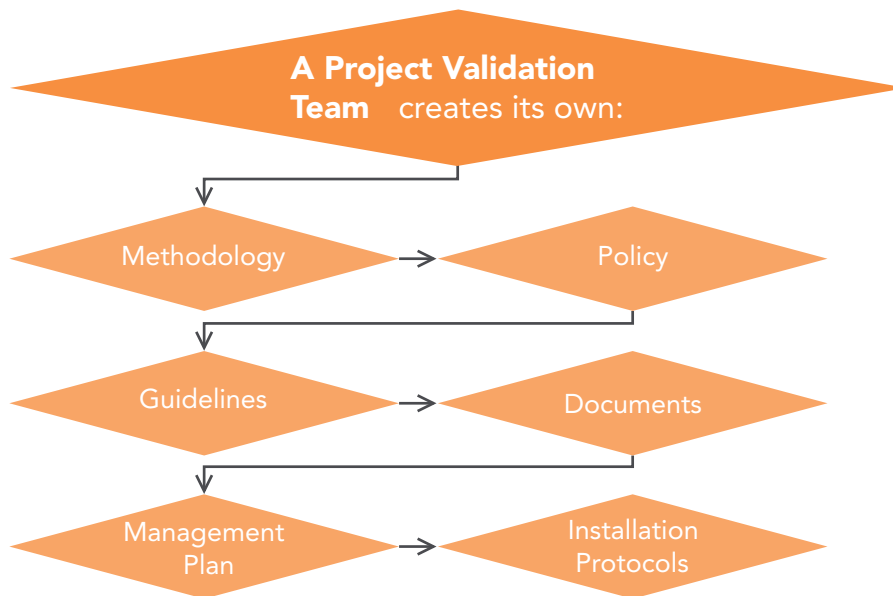 A Project Validation
Team creates its own:
Methodology
Policy
Guidelines
Documents
Management
Plan
Installation
Protocols